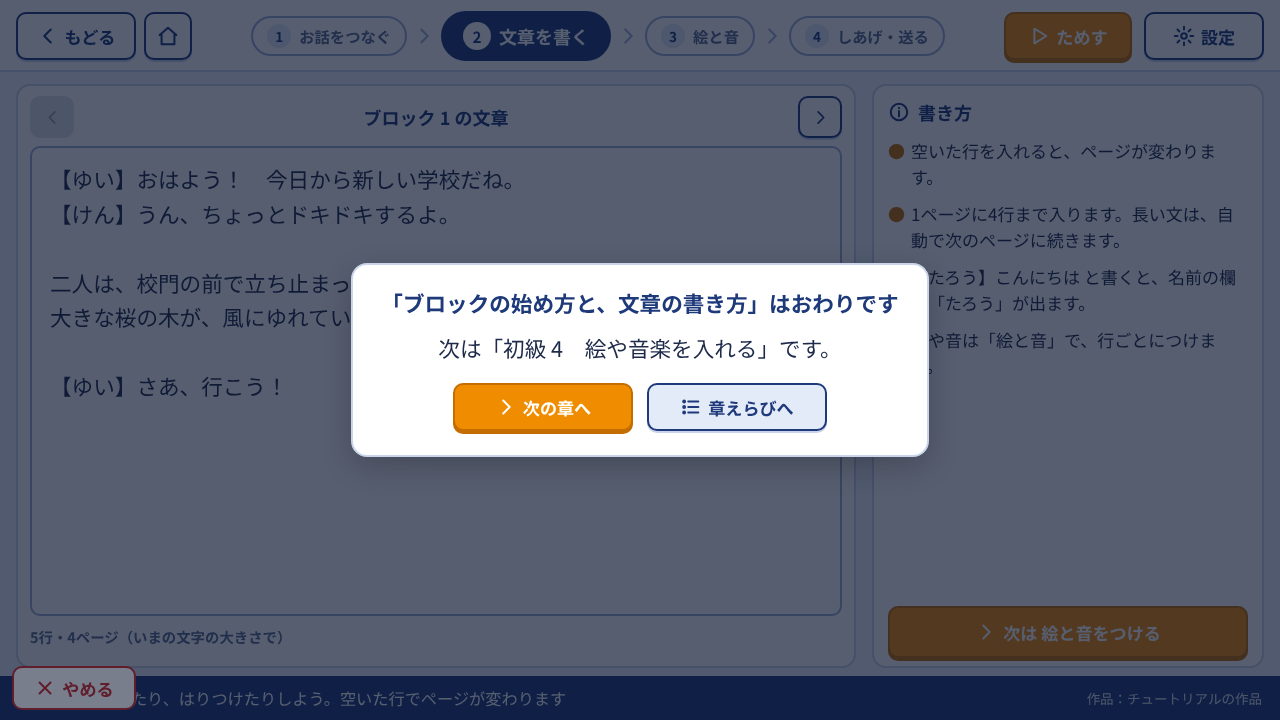 もどる
1 お話をつなぐ
2 文章を書く
3 絵と音
4 しあげ・送る
ためす
設定
ブロック 1 の文章
【ゆい】おはよう！　今日から新しい学校だね。
【けん】うん、ちょっとドキドキするよ。
二人は、校門の前で立ち止まっ
大きな桜の木が、風にゆれてい
【ゆい】さあ、行こう！
5行・4ページ（いまの文字の大きさで）
書き方
空いた行を入れると、ページが変わりま
す。
1ページに4行まで入ります。長い文は、自
動で次のページに続きます。
たろう】こんにちは と書くと、名前の欄
「たろう」が出ます。
や音は「絵と音」で、行ごとにつけま
。
次は 絵と音をつける
「ブロックの始め方と、文章の書き方」はおわりです
次は「初級 4　絵や音楽を入れる」です。
次の章へ
章えらびへ
やめる
たり、はりつけたりしよう。空いた行でページが変わります
作品：チュートリアルの作品